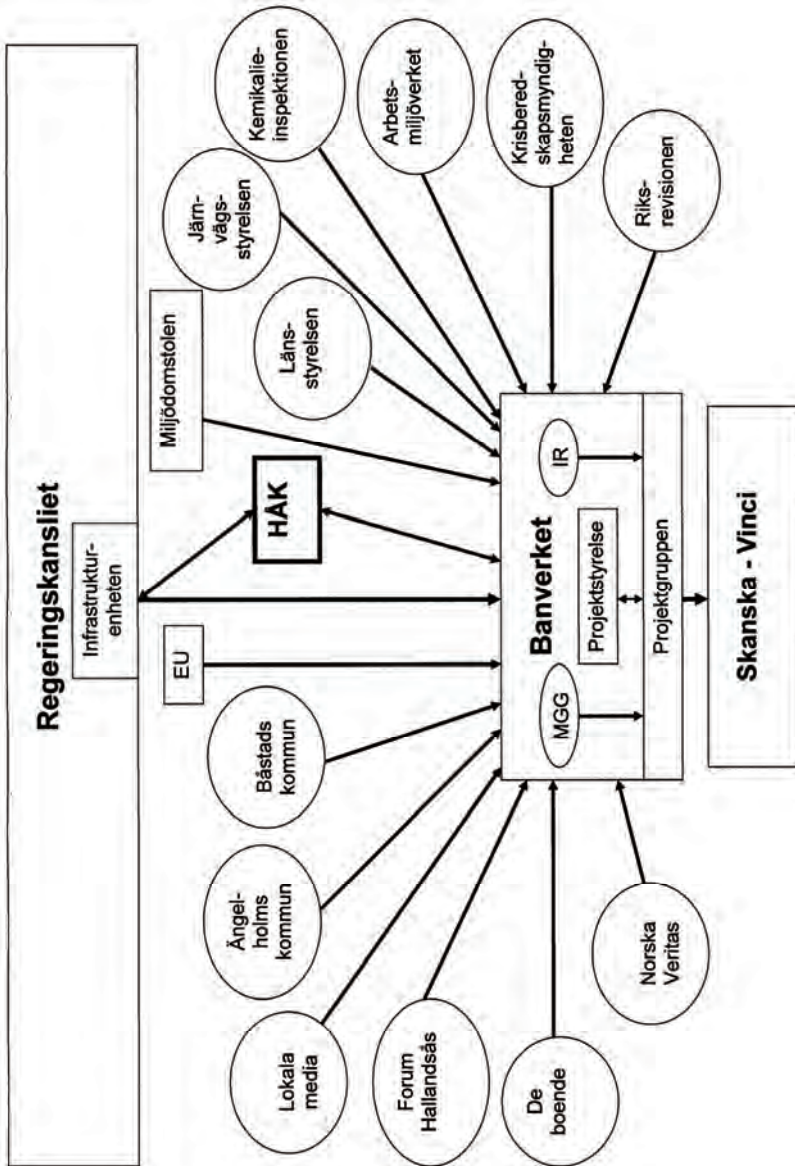 Regeringskansliet
Infrastruktur-
enheten
EU
HÅK
Miljödomstolen
Järn-
vägs-
styrelsen
Kemikalie-
inspektionen
Läns-
styrelsen
Arbets-
miljöverket
Krisbered-
skapsmyndig-
heten
Riks-
revisionen
Båstads
kommun
Ängel-
holms
kommun
Lokala
media
Forum
Hallandsås
De
boende
Norska
Veritas
Banverket
MGG
Projektstyrelse
IR
Projektgruppen
Skanska - Vinci